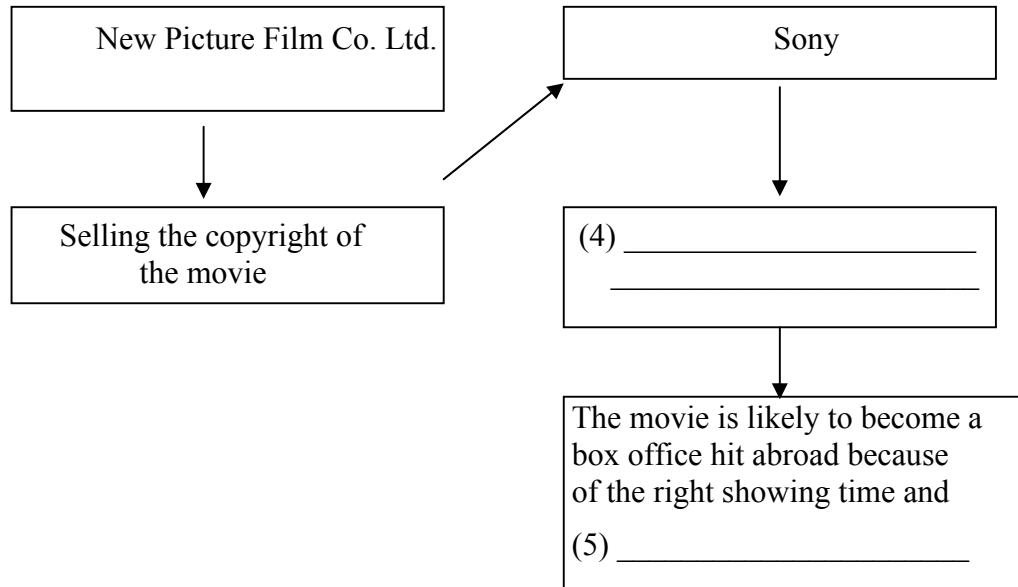 New Picture Film Co. Ltd.
Selling the copyright of
the movie
Sony
(4) ______________________
_______________________
The movie is likely to become a
box office hit abroad because
of the right showing time and
(5) ______________________